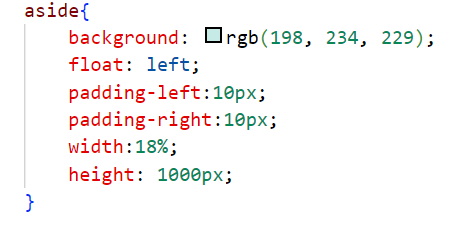 aside{
background: rgb(198, 234, 229);
float: left;
padding-left:10px;
padding-right:10px;
width:18%;
height: 1000px;
}